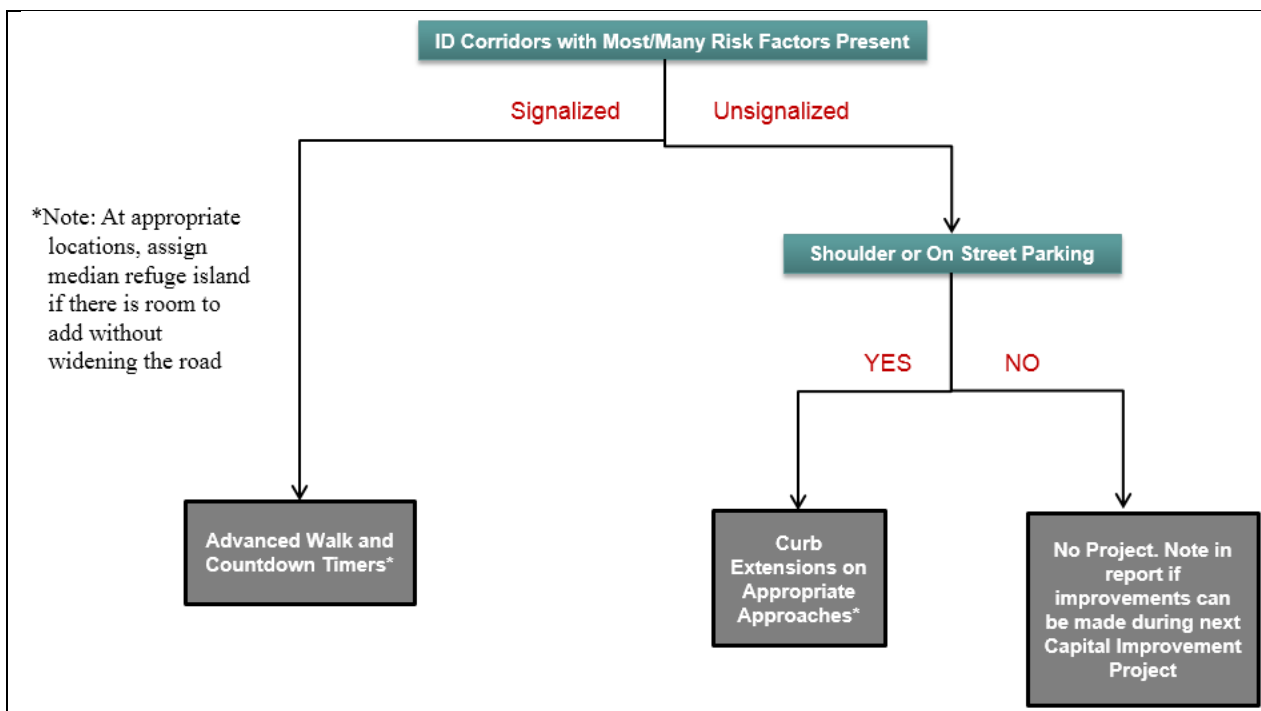 ID Corridors with Most/Many Risk Factors Present
Signalized
Unsignalized
*Note: At appropriate
locations, assign
median refuge island
if there is room to
add without
widening the road
Shoulder or On Street Parking
YES
NO
Advanced Walk and
Countdown Timers*
Curb
Extensions on
Appropriate
Approaches*
No Project. Note in
report if
improvements can
be made during next
Capital Improvement
Project